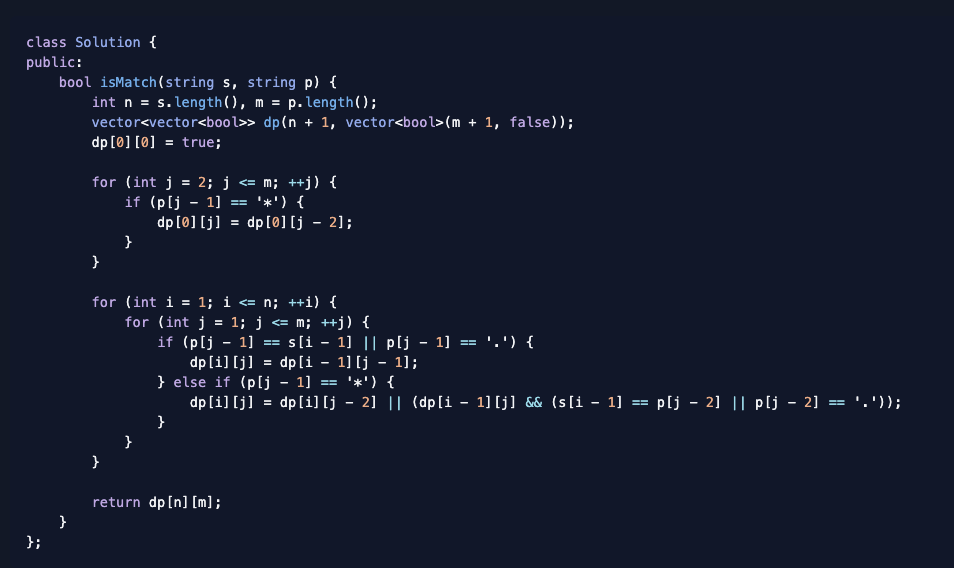 class Solution {
public:
    bool isMatch(string s, string p) {
        int n = s.length(), m = p.length();
        vector<vector<bool>> dp(n + 1, vector<bool>(m + 1, false));
        dp[0][0] = true;

        for (int j = 2; j <= m; ++j) {
            if (p[j - 1] == '*') {
                dp[0][j] = dp[0][j - 2];
            }
        }

        for (int i = 1; i <= n; ++i) {
            for (int j = 1; j <= m; ++j) {
                if (p[j - 1] == s[i - 1] || p[j - 1] == '.') {
                    dp[i][j] = dp[i - 1][j - 1];
                } else if (p[j - 1] == '*') {
                    dp[i][j] = dp[i][j - 2] || (dp[i - 1][j] && (s[i - 1] == p[j - 2] || p[j - 2] == '.'));
                }
            }
        }

        return dp[n][m];
    }
};